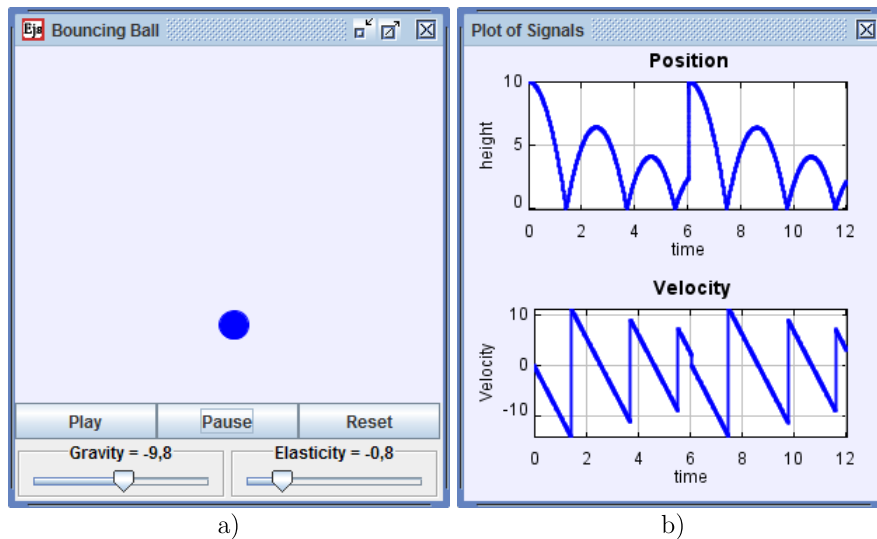 Ejs Bouncing Ball
Play Pause Reset
Gravity = -9,8 Elasticity = -0,8
a)
Plot of Signals
Position
10
5
0
height
0 2 4 6 8 10 12
time
Velocity
10
0
-10
Velocity
0 2 4 6 8 10 12
time
b)